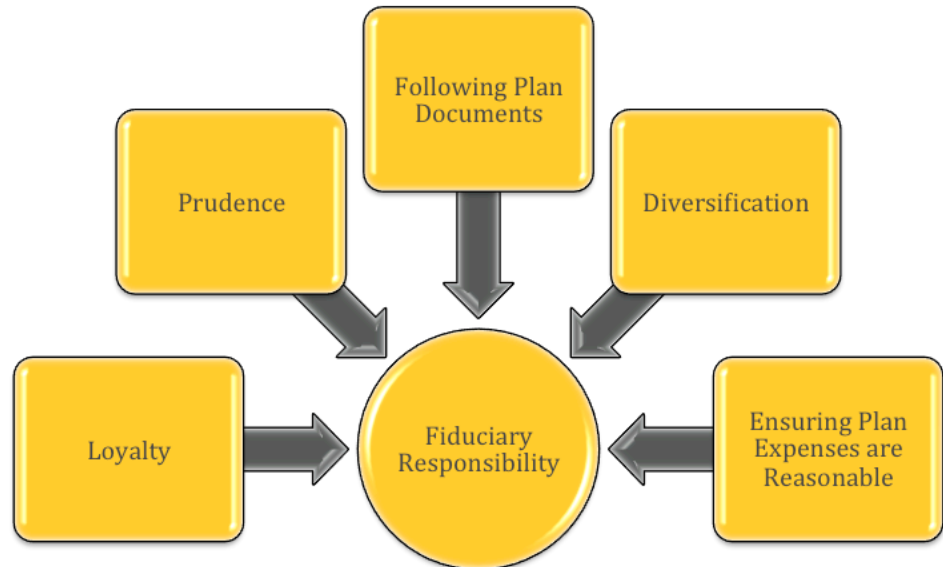 Following Plan
Documents
Prudence
Diversification
Loyalty
Fiduciary
Responsibility
Ensuring Plan
Expenses are
Reasonable